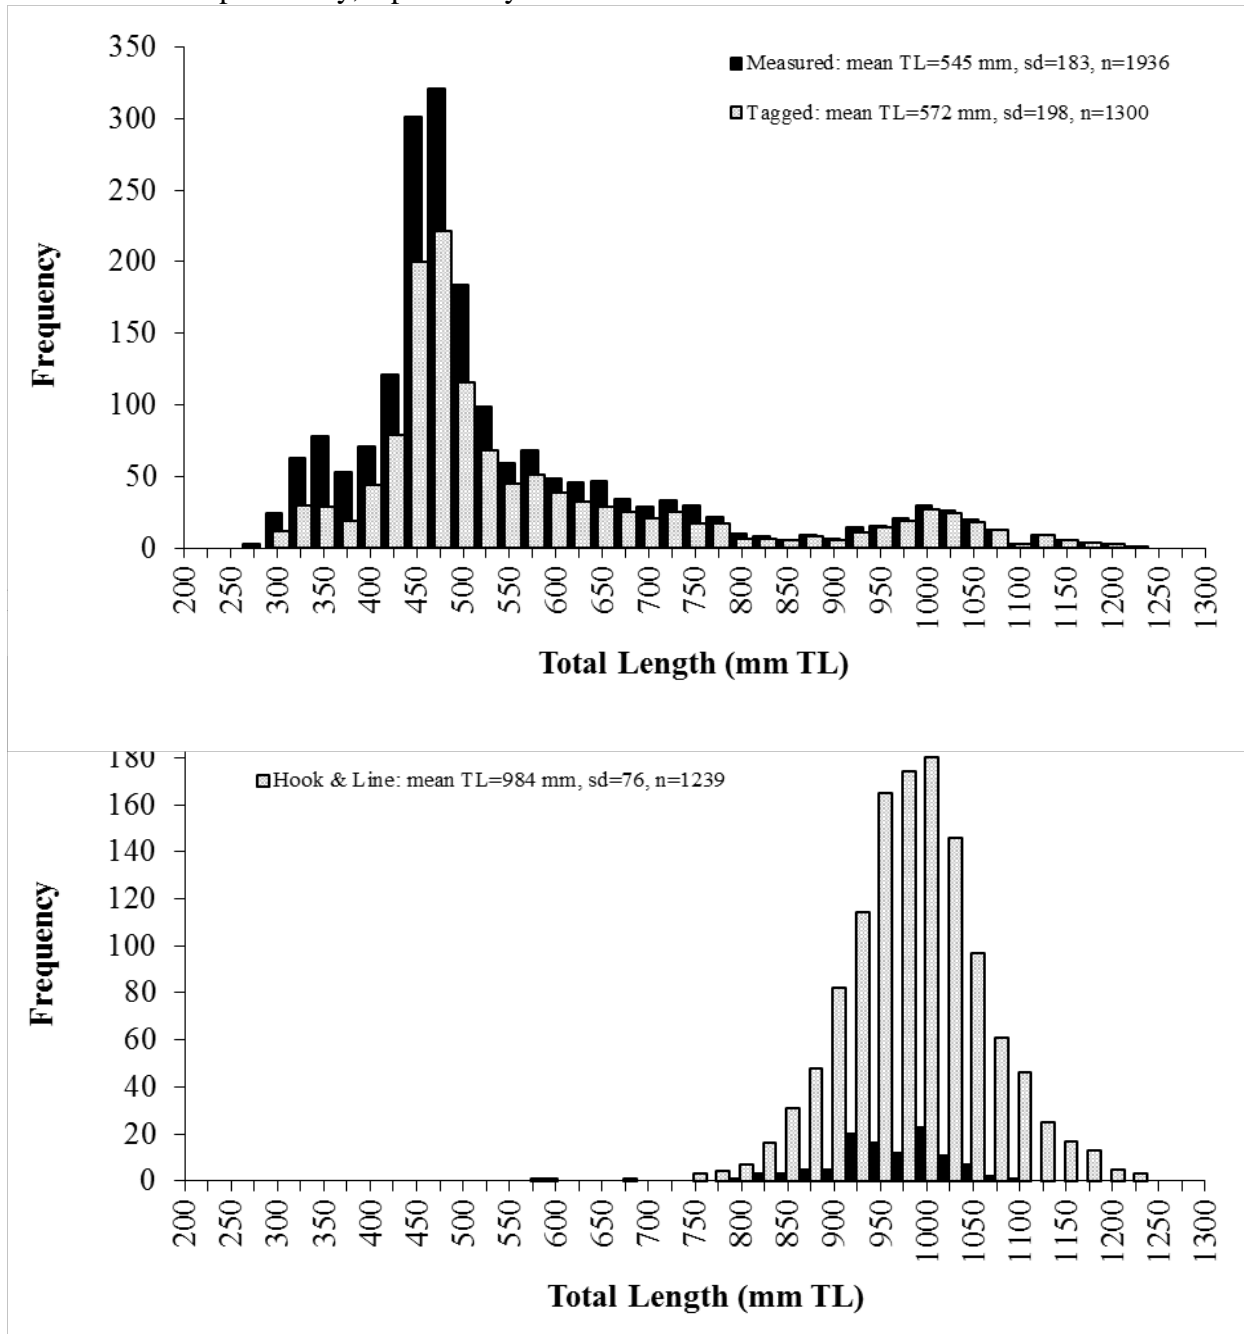 350
300
250
200
150
100
50
0
Frequency
Measured: mean TL=545 mm, sd=183, n=1936
Tagged: mean TL=572 mm, sd=198, n=1300
200 250 300 350 400 450 500 550 600 650 700 750 800 850 900 950 1000 1050 1100 1150 1200 1250 1300
Total Length (mm TL)
180
160
140
120
100
80
60
40
20
0
Frequency
Hook & Line: mean TL=984 mm, sd=76, n=1239
200 250 300 350 400 450 500 550 600 650 700 750 800 850 900 950 1000 1050 1100 1150 1200 1250 1300
Total Length (mm TL)